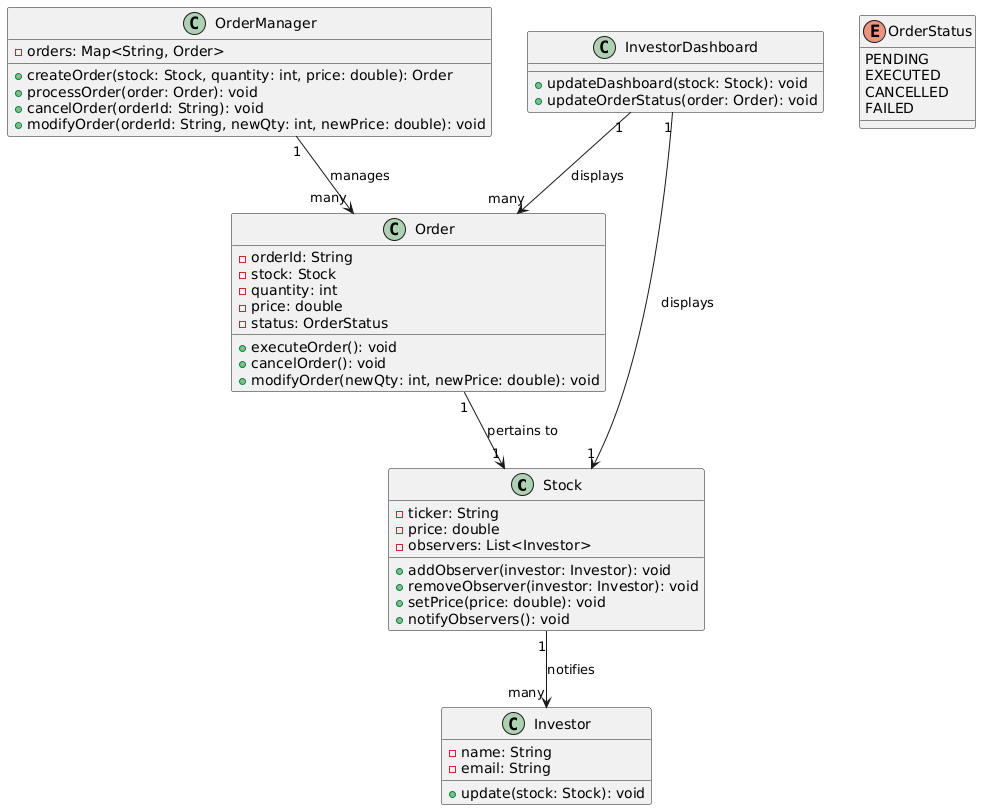 C OrderManager
orders: Map<String, Order>
createOrder(stock: Stock, quantity: int, price: double): Order
processOrder(order: Order): void
cancelOrder(orderId: String): void
modifyOrder(orderId: String, newQty: int, newPrice: double): void
C InvestorDashboard
updateDashboard(stock: Stock): void
updateOrderStatus(order: Order): void
E OrderStatus
PENDING
EXECUTED
CANCELLED
FAILED
1
manages
many
1
displays
many
1
1
displays
1
C Order
orderId: String
stock: Stock
quantity: int
price: double
status: OrderStatus
executeOrder(): void
cancelOrder(): void
modifyOrder(newQty: int, newPrice: double): void
1
pertains to
1
C Stock
ticker: String
price: double
observers: List<Investor>
addObserver(investor: Investor): void
removeObserver(investor: Investor): void
setPrice(price: double): void
notifyObservers(): void
1
notifies
many
C Investor
name: String
email: String
update(stock: Stock): void